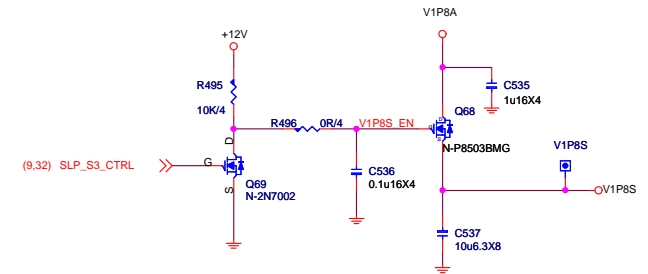 V1P8A
+12V
R495
10K/4
C535
1u16X4
Q68
R496 0R/4 V1P8S_EN
D
N-P8503BMG
V1P8S
(9,32) SLP_S3_CTRL
G
C536
0.1u16X4
Q69
N-2N7002
S
V1P8S
C537
10u6.3X8